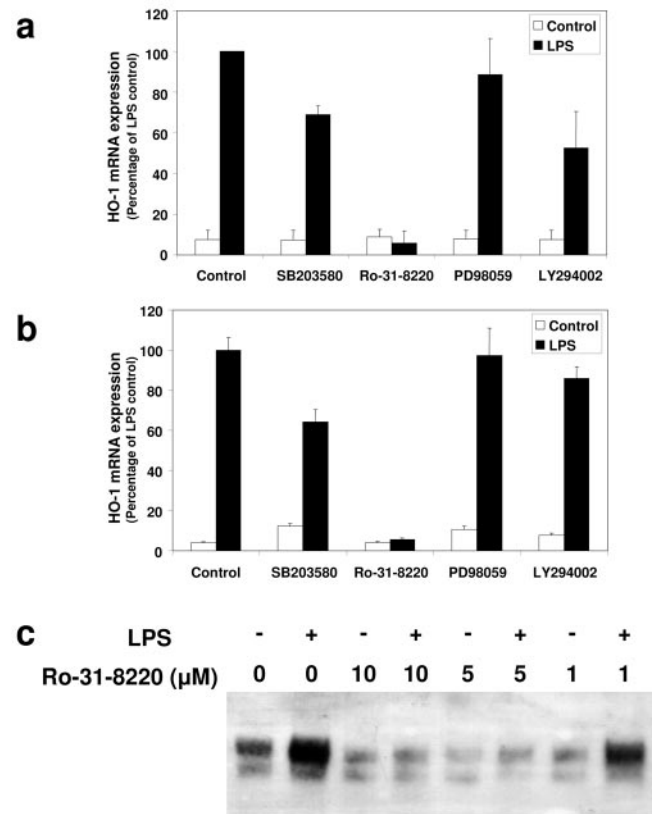 a
HO-1 mRNA expression
(Percentage of LPS control)
120
100
80
60
40
20
0
Control
LPS
Control SB203580 Ro-31-8220 PD98059 LY294002
b
HO-1 mRNA expression
(Percentage of LPS control)
120
100
80
60
40
20
0
Control
LPS
Control SB203580 Ro-31-8220 PD98059 LY294002
c
LPS - + - + - + - +
Ro-31-8220 (µM) 0 0 10 10 5 5 1 1